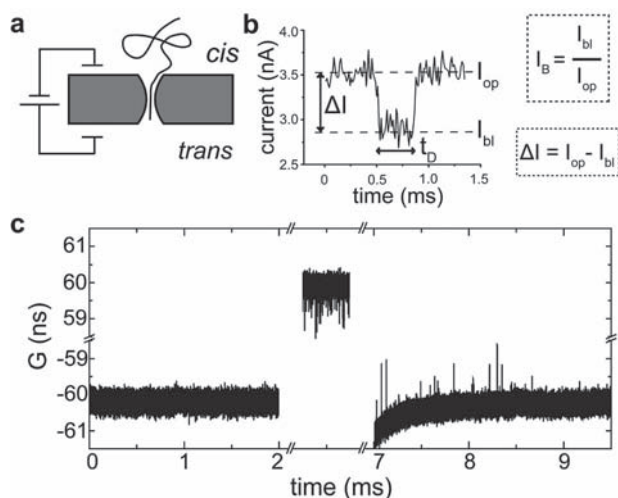 a
cis
trans
b
current (nA)
4.0
3.5
3.0
2.5
ΔI
I_op
I_bl
t_D
0.0
0.5
1.0
1.5
time (ms)
I_B = I_bl / I_op
ΔI = I_op - I_bl
c
G (ns)
61
60
59
-59
-60
-61
0
1
2
7
8
9
time (ms)